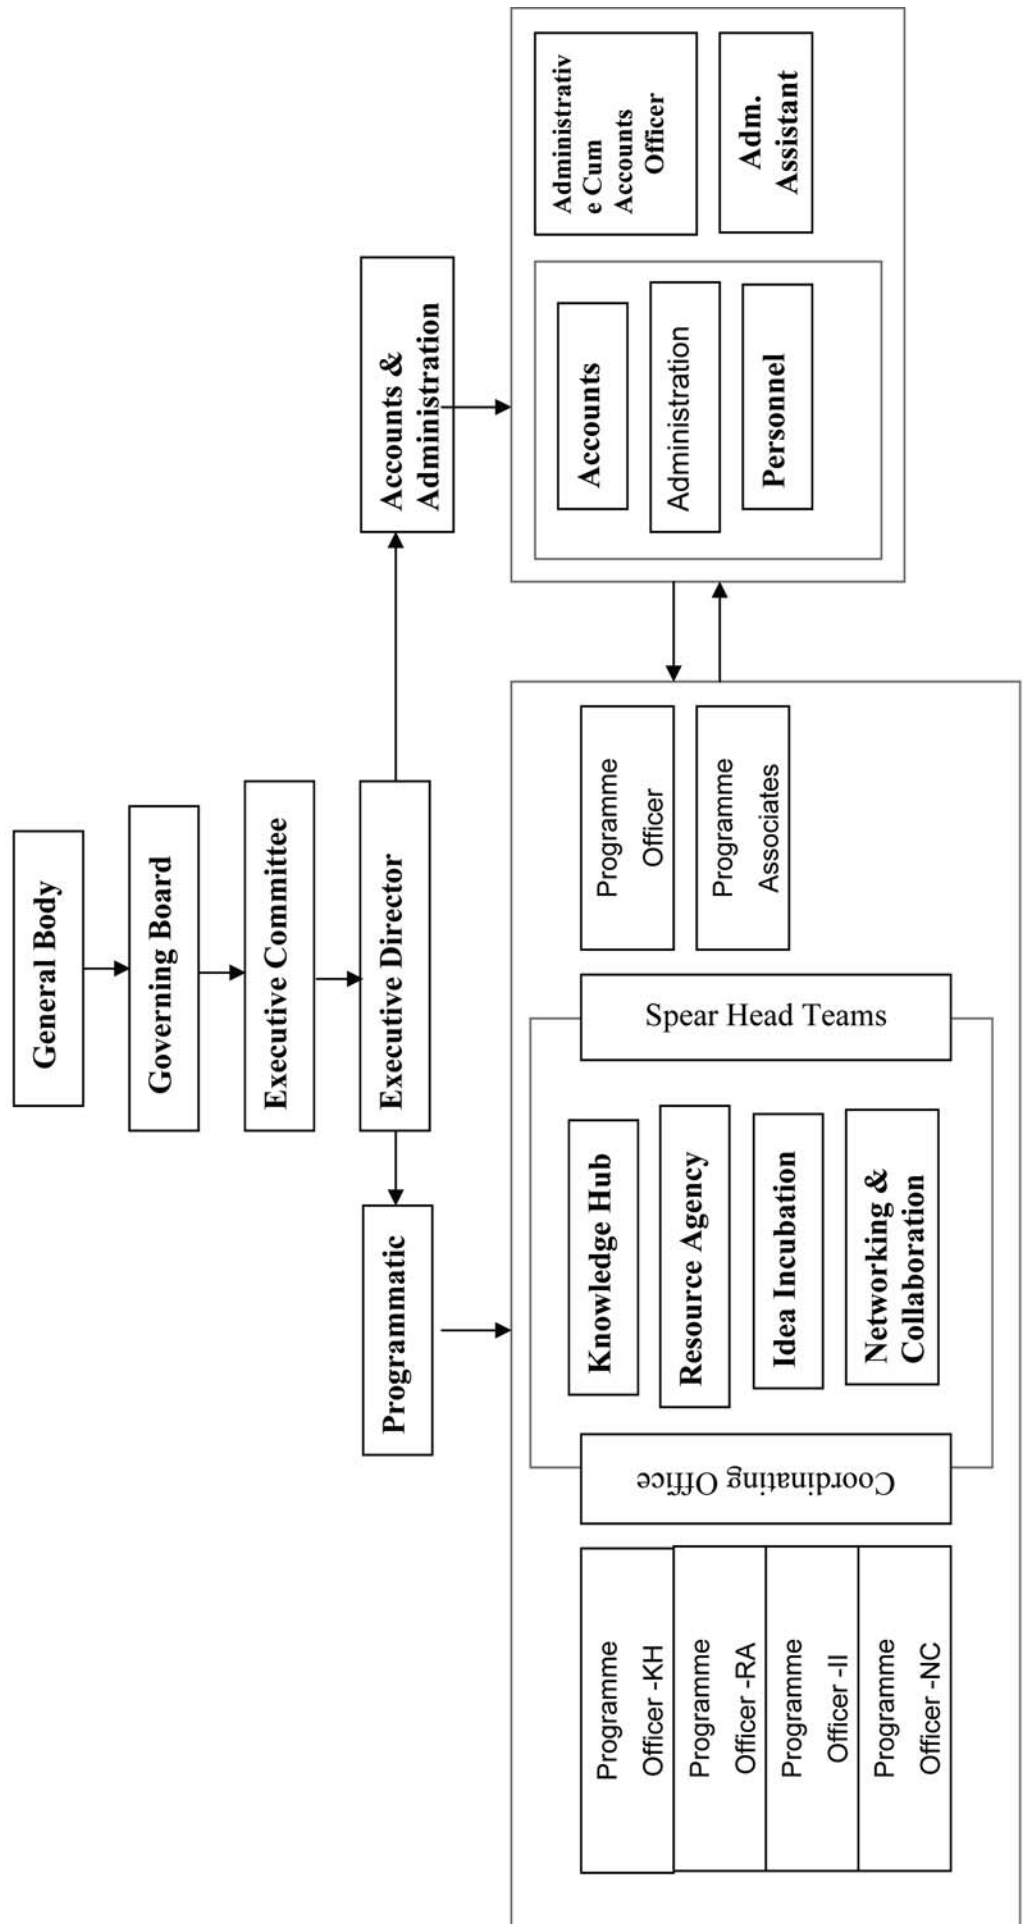 General Body
Governing Board
Executive Committee
Executive Director
Programmatic
Accounts &
Administration
Programme
Officer -KH
Programme
Officer -RA
Programme
Officer -II
Programme
Officer -NC
Coordinating Office
Knowledge Hub
Resource Agency
Idea Incubation
Networking &
Collaboration
Spear Head Teams
Programme
Officer
Programme
Associates
Accounts
Administration
Personnel
Administrativ
e Cum
Accounts
Officer
Adm.
Assistant